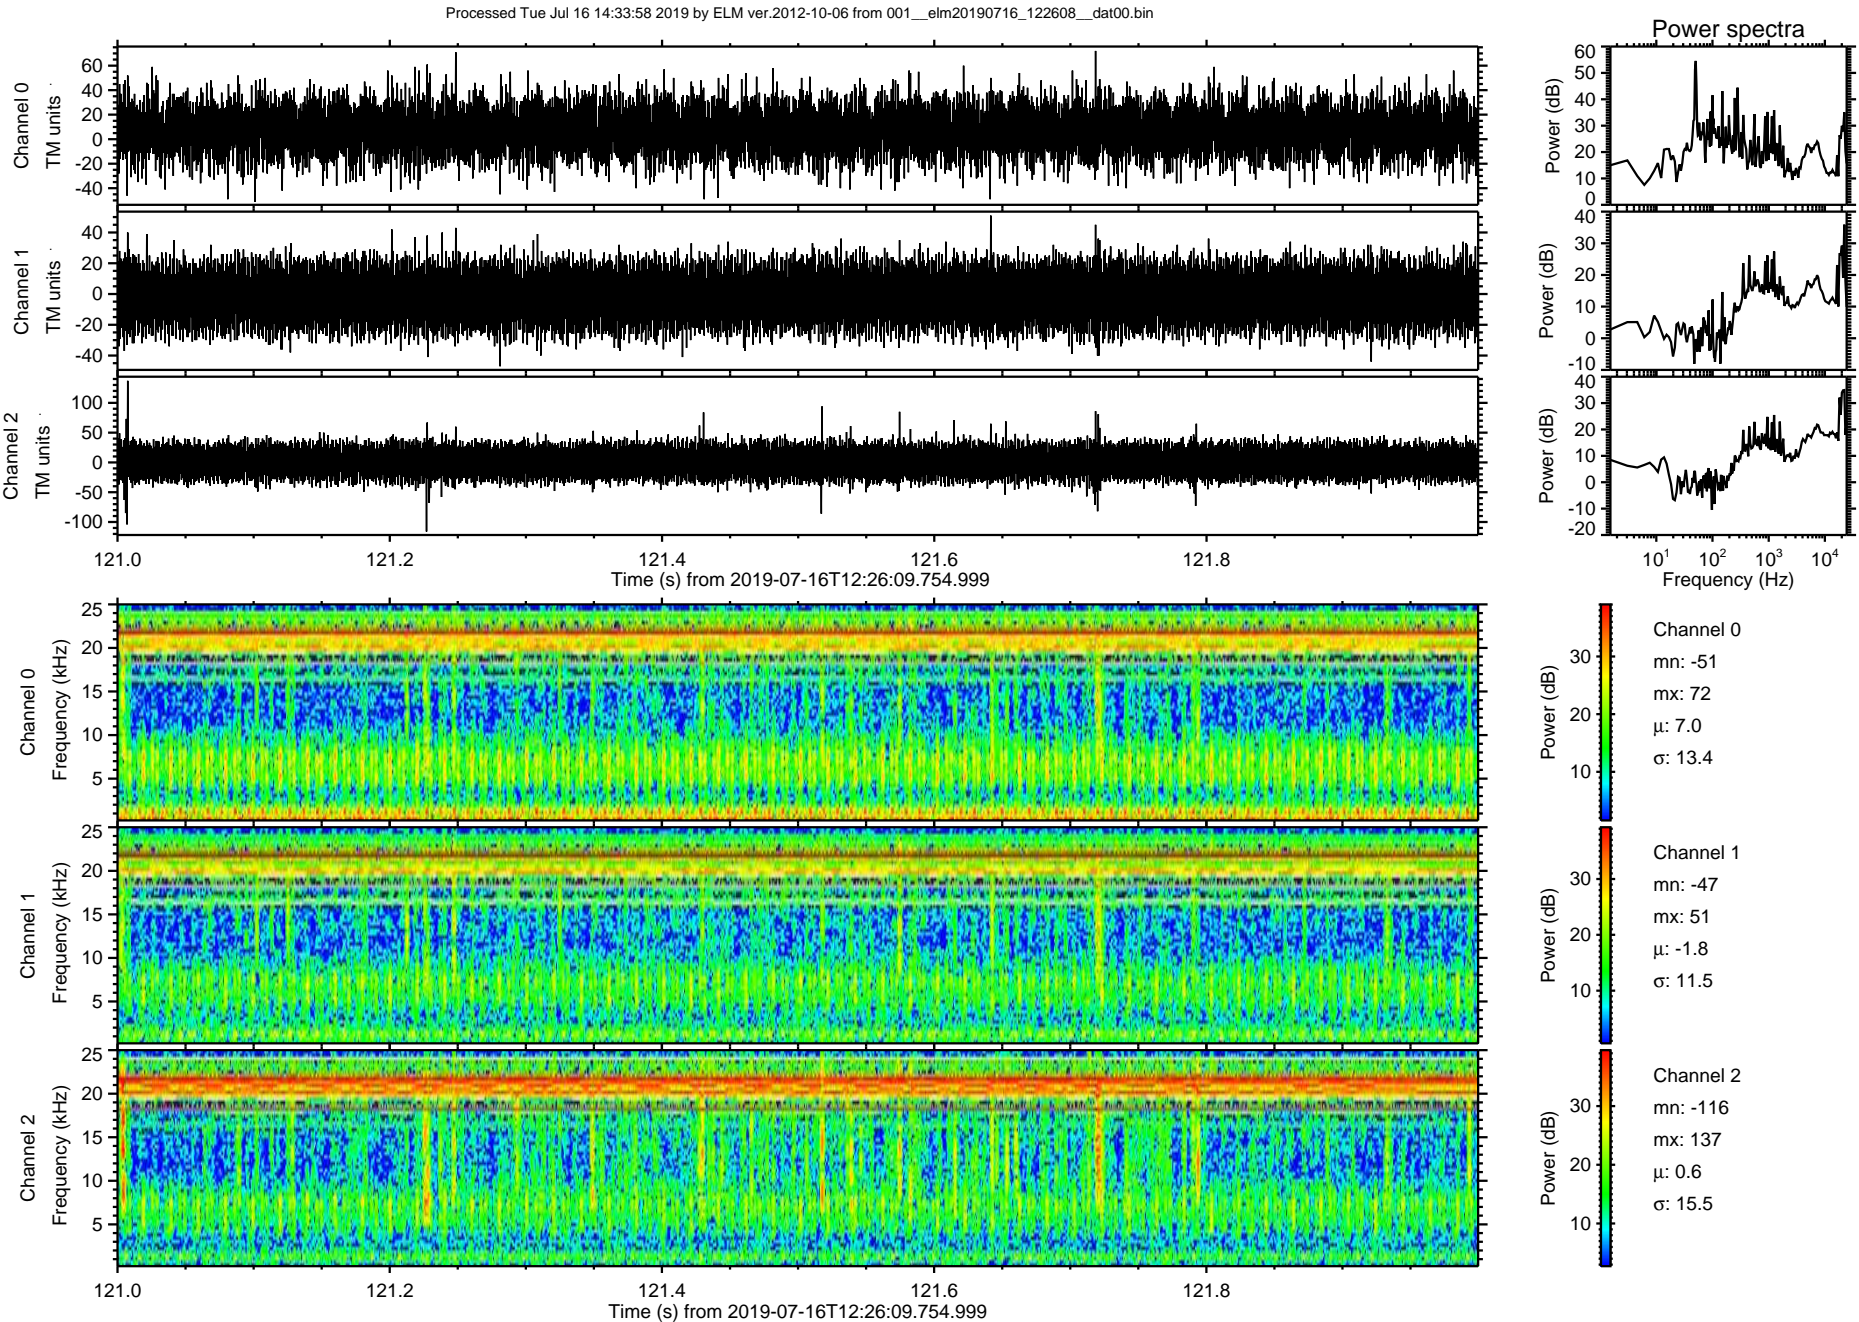 Processed Tue Jul 16 14:33:58 2019 by ELM ver.2012-10-06 from 001__elm20190716_122608__dat00.bin
Power spectra
Channel 0
TM units
60
40
20
0
-20
-40
Power (dB)
60
50
40
30
20
10
0
Channel 1
TM units
40
20
0
-20
-40
Power (dB)
40
30
20
10
0
-10
Channel 2
TM units
100
50
0
-50
-100
Power (dB)
40
30
20
10
0
-10
-20
121.0 121.2 121.4 121.6 121.8
Time (s) from 2019-07-16T12:26:09.754.999
10¹ 10² 10³ 10⁴
Frequency (Hz)
Channel 0
Frequency (kHz)
25
20
15
10
5
Power (dB)
30
20
10
Channel 0
mn: -51
mx: 72
μ: 7.0
σ: 13.4
Channel 1
Frequency (kHz)
25
20
15
10
5
Power (dB)
30
20
10
Channel 1
mn: -47
mx: 51
μ: -1.8
σ: 11.5
Channel 2
Frequency (kHz)
25
20
15
10
5
Power (dB)
30
20
10
Channel 2
mn: -116
mx: 137
μ: 0.6
σ: 15.5
121.0 121.2 121.4 121.6 121.8
Time (s) from 2019-07-16T12:26:09.754.999